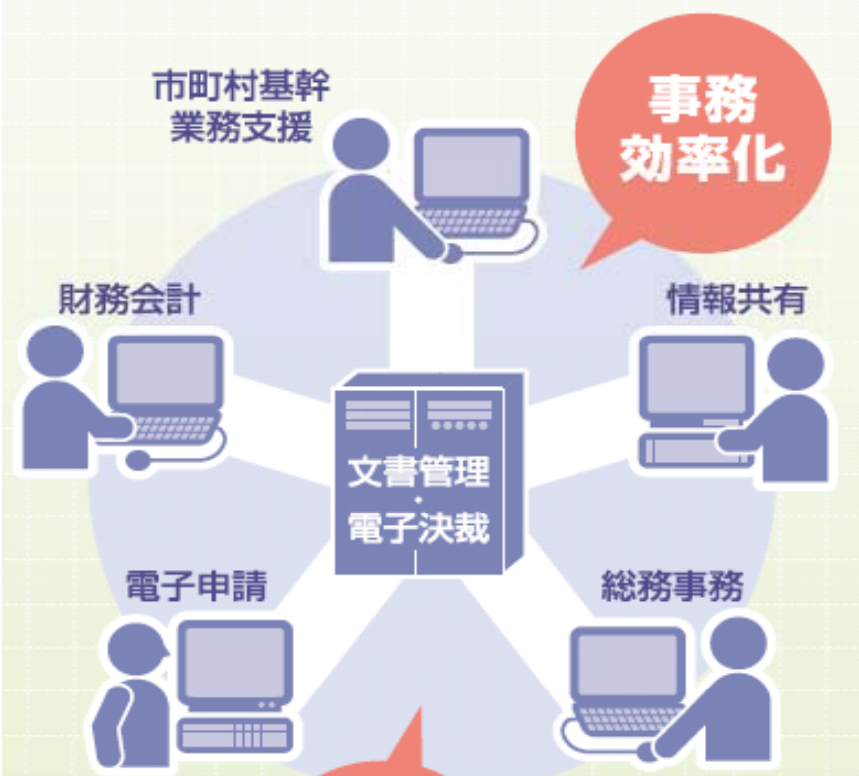 市町村基幹
業務支援
事務
効率化
財務会計
情報共有
文書管理
・
電子決裁
電子申請
総務事務